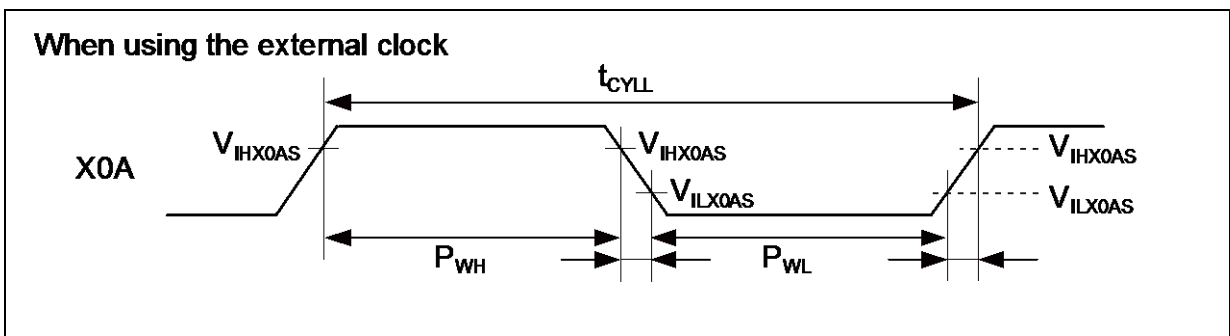 When using the external clock
tCYLL
VIHX0AS
VIHX0AS
VIHX0AS
X0A
VILX0AS
VILX0AS
PWH
PWL